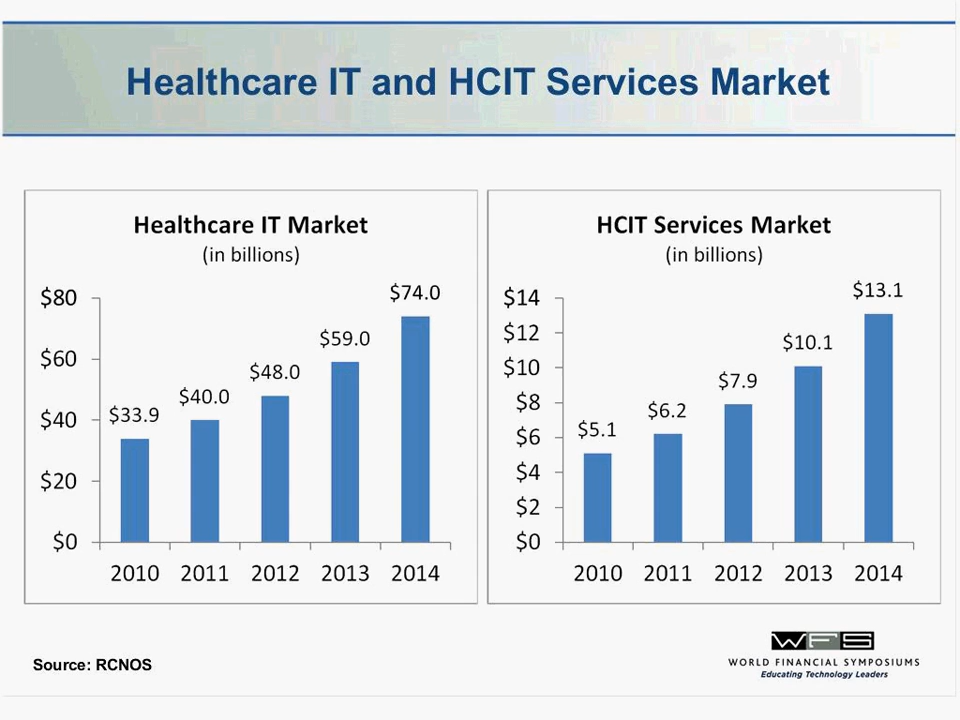 Healthcare IT and HCIT Services Market
Healthcare IT Market
(in billions)
$80
$60
$40
$20
$0
$33.9
$40.0
$48.0
$59.0
$74.0
2010 2011 2012 2013 2014
HCIT Services Market
(in billions)
$14
$12
$10
$8
$6
$4
$2
$0
$5.1
$6.2
$7.9
$10.1
$13.1
2010 2011 2012 2013 2014
Source: RCNOS
WFS
WORLD FINANCIAL SYMPOSIUMS
Educating Technology Leaders